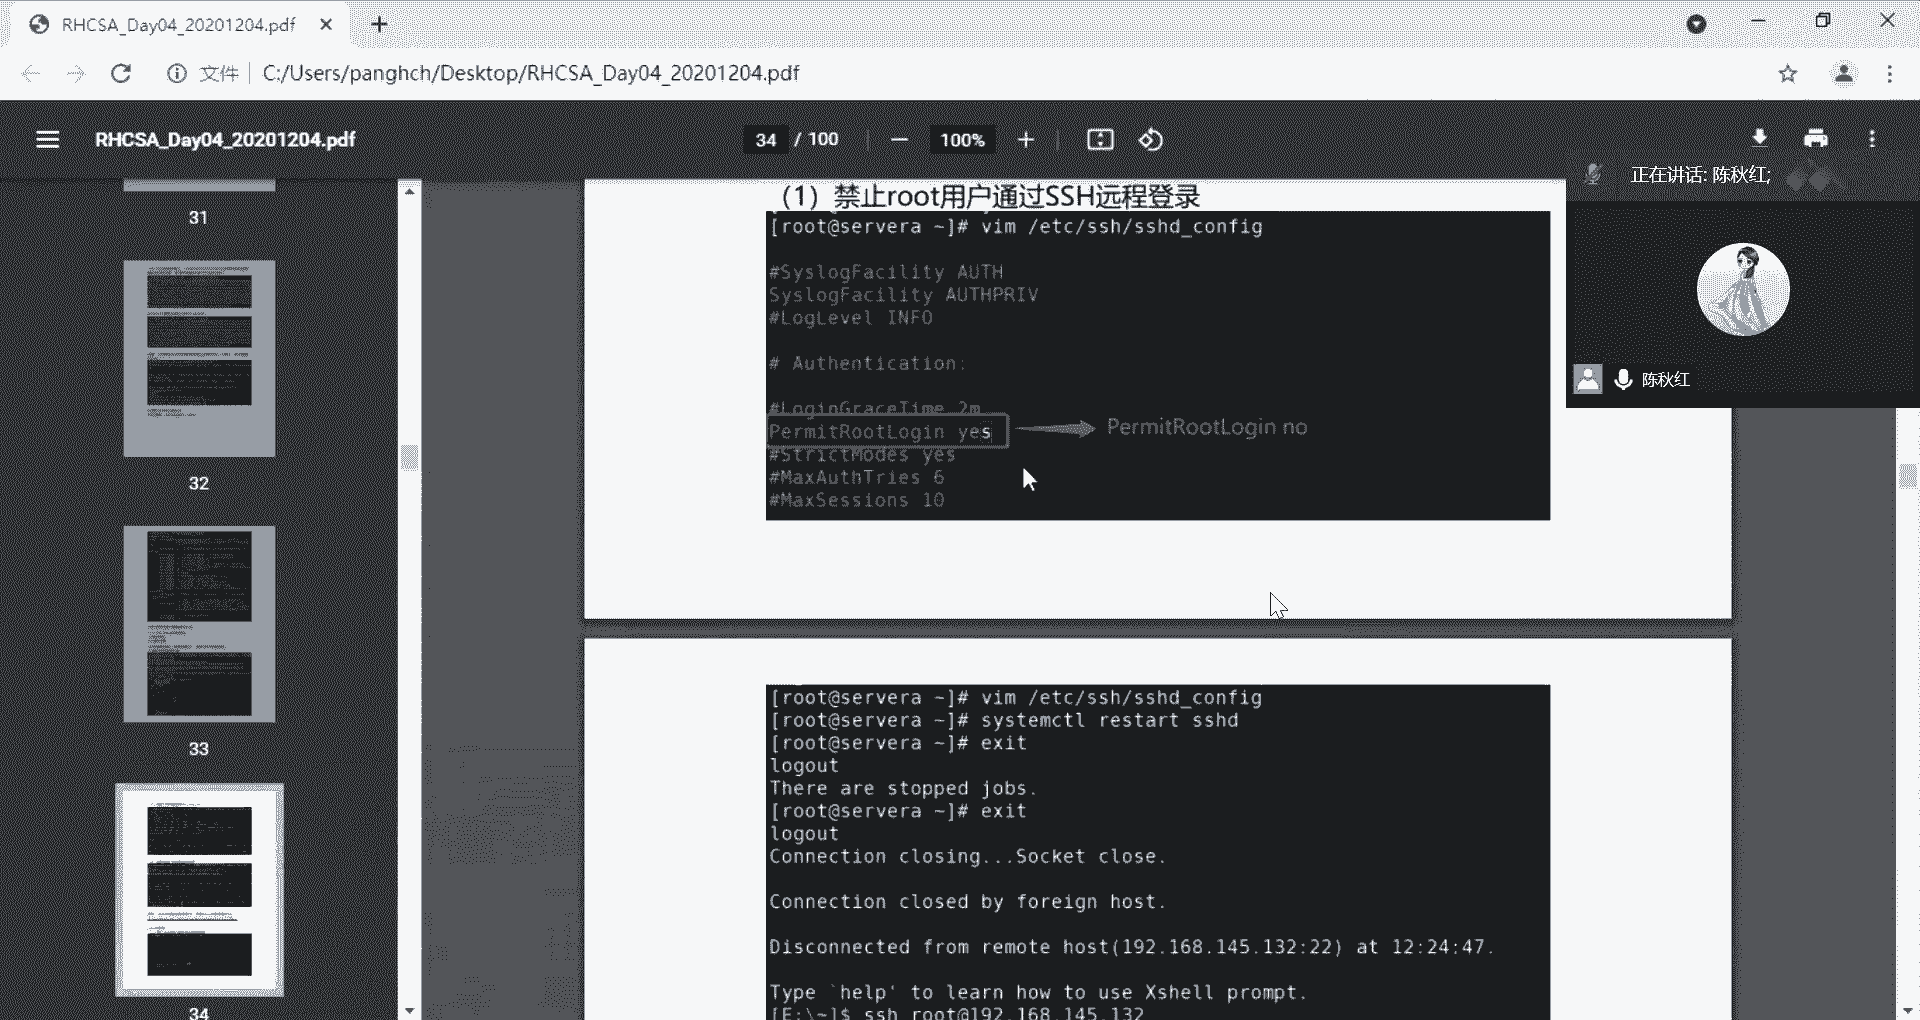 RHCSA_Day04_20201204.pdf
文件 C:/Users/panghch/Desktop/RHCSA_Day04_20201204.pdf
RHCSA_Day04_20201204.pdf
34 / 100
100%
正在讲话: 陈秋红;
陈秋红
31
32
33
34
（1）禁止root用户通过SSH远程登录
[root@servera ~]# vim /etc/ssh/sshd_config
#SyslogFacility AUTH
SyslogFacility AUTHPRIV
#LogLevel INFO
# Authentication:
#LoginGraceTime 2m
PermitRootLogin yes
PermitRootLogin no
#StrictModes yes
#MaxAuthTries 6
#MaxSessions 10
[root@servera ~]# vim /etc/ssh/sshd_config
[root@servera ~]# systemctl restart sshd
[root@servera ~]# exit
logout
There are stopped jobs.
[root@servera ~]# exit
logout
Connection closing...Socket close.
Connection closed by foreign host.
Disconnected from remote host(192.168.145.132:22) at 12:24:47.
Type `help' to learn how to use Xshell prompt.
[E:\~]$ ssh root@192.168.145.132